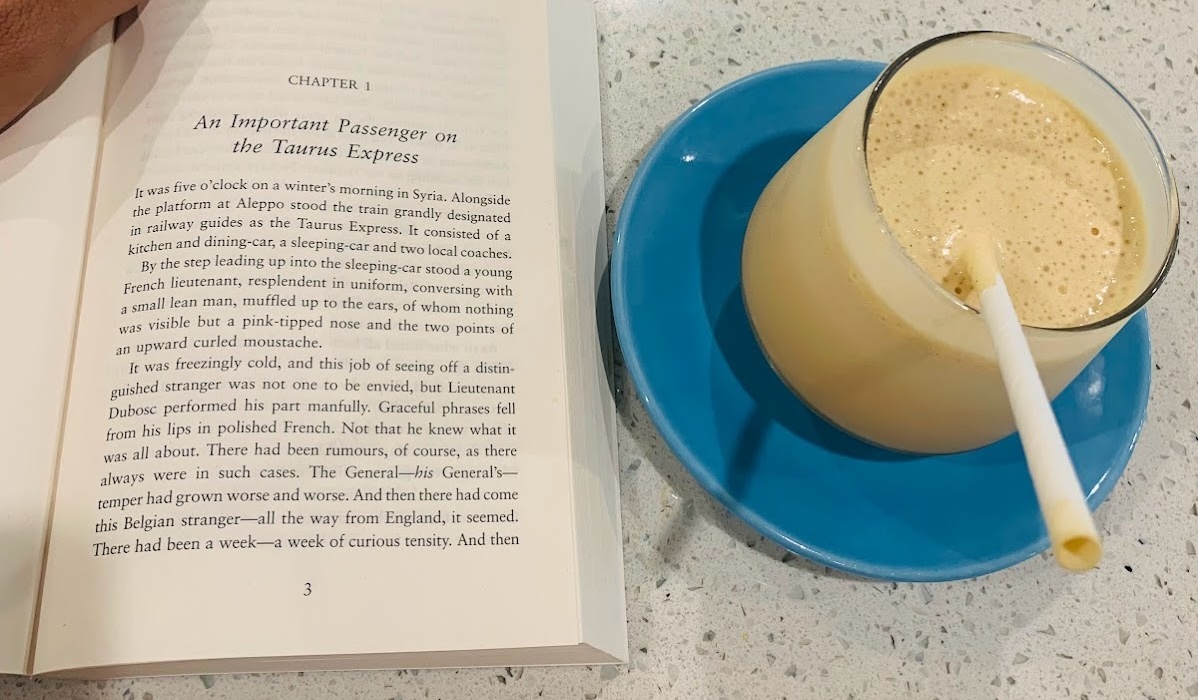 CHAPTER 1
An Important Passenger on
the Taurus Express
It was five o'clock on a winter's morning in Syria. Alongside
the platform at Aleppo stood the train grandly designated
in railway guides as the Taurus Express. It consisted of a
kitchen and dining-car, a sleeping-car and two local coaches.
By the step leading up into the sleeping-car stood a young
French lieutenant, resplendent in uniform, conversing with
a small lean man, muffled up to the ears, of whom nothing
was visible but a pink-tipped nose and the two points of
an upward curled moustache.
It was freezingly cold, and this job of seeing off a distin-
guished stranger was not one to be envied, but Lieutenant
Dubosc performed his part manfully. Graceful phrases fell
from his lips in polished French. Not that he knew what it
was all about. There had been rumours, of course, as there
always were in such cases. The General—his General's—
temper had grown worse and worse. And then there had come
this Belgian stranger—all the way from England, it seemed.
There had been a week—a week of curious tensity. And then
3